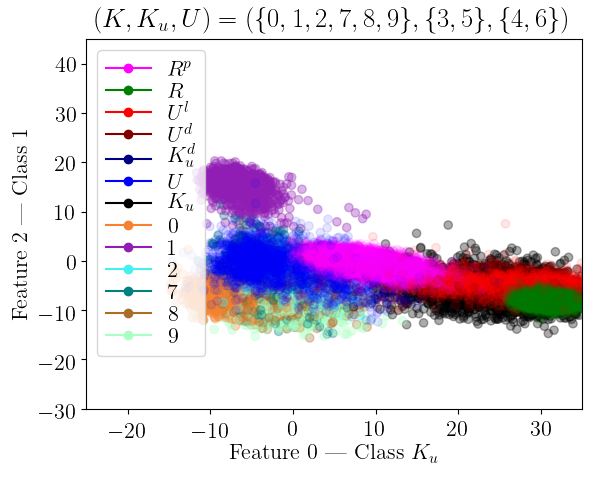 (K, K_u, U) = ({0, 1, 2, 7, 8, 9}, {3, 5}, {4, 6})
Feature 2 — Class 1
40
30
20
10
0
−10
−20
−30
R^p
R
U^l
U^d
K_u^d
U
K_u
0
1
2
7
8
9
−20 −10 0 10 20 30
Feature 0 — Class K_u